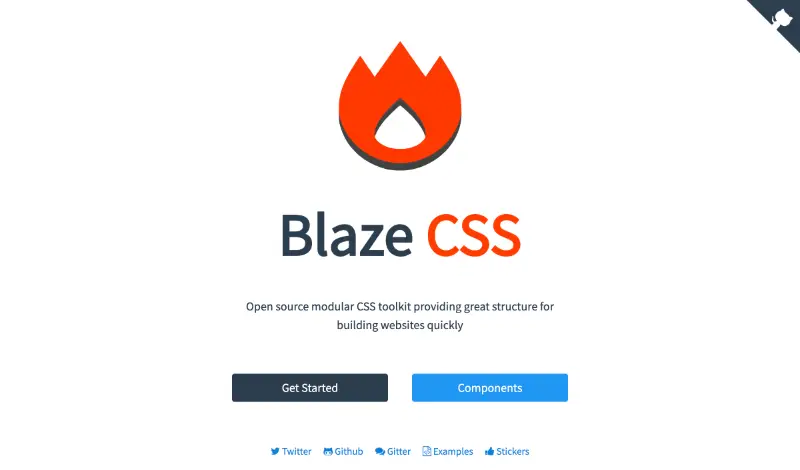 Blaze CSS
Open source modular CSS toolkit providing great structure for
building websites quickly
Get Started Components
Twitter Github Gitter Examples Stickers